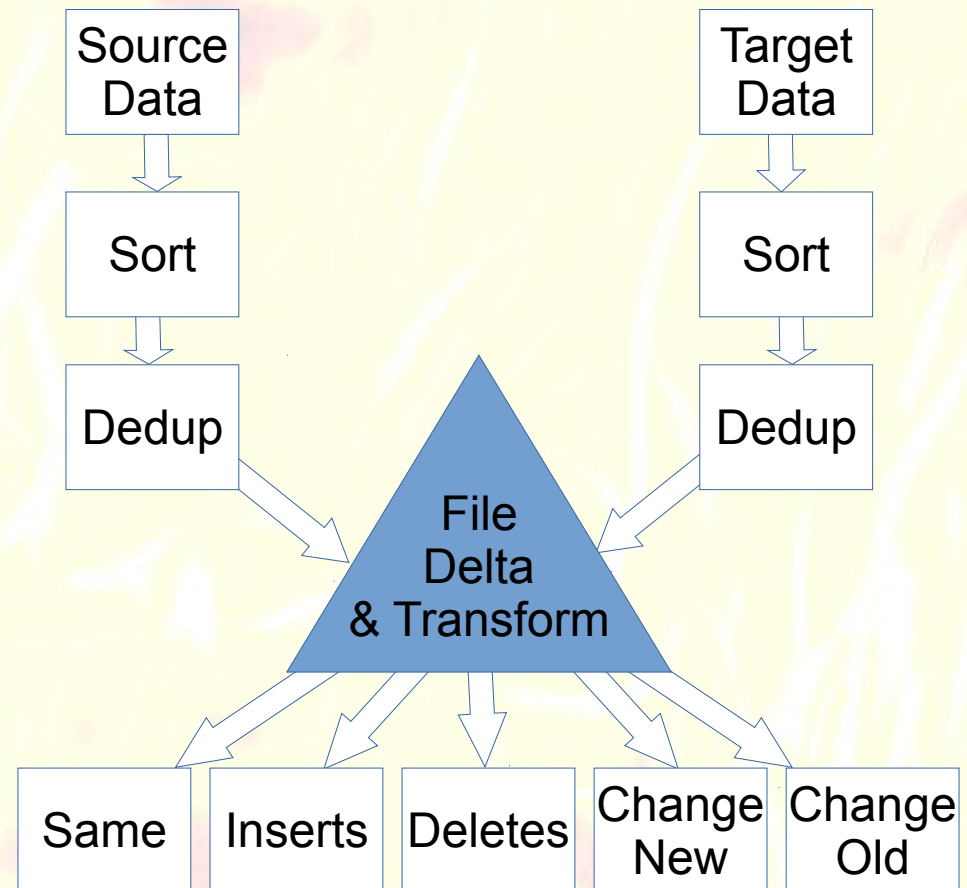 Source
Data
Target
Data
Sort
Sort
Dedup
Dedup
File
Delta
& Transform
Same
Inserts
Deletes
Change
New
Change
Old